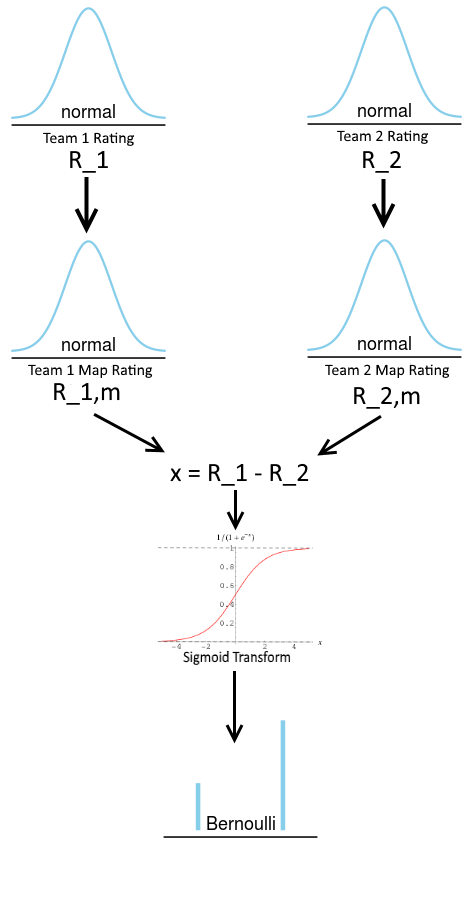 normal
Team 1 Rating
R_1
normal
Team 2 Rating
R_2
normal
Team 1 Map Rating
R_1,m
normal
Team 2 Map Rating
R_2,m
x = R_1 - R_2
1/(1 + e^-x)
1
0.8
0.6
0.4
0.2
-4 -2 2 4 x
Sigmoid Transform
Bernoulli